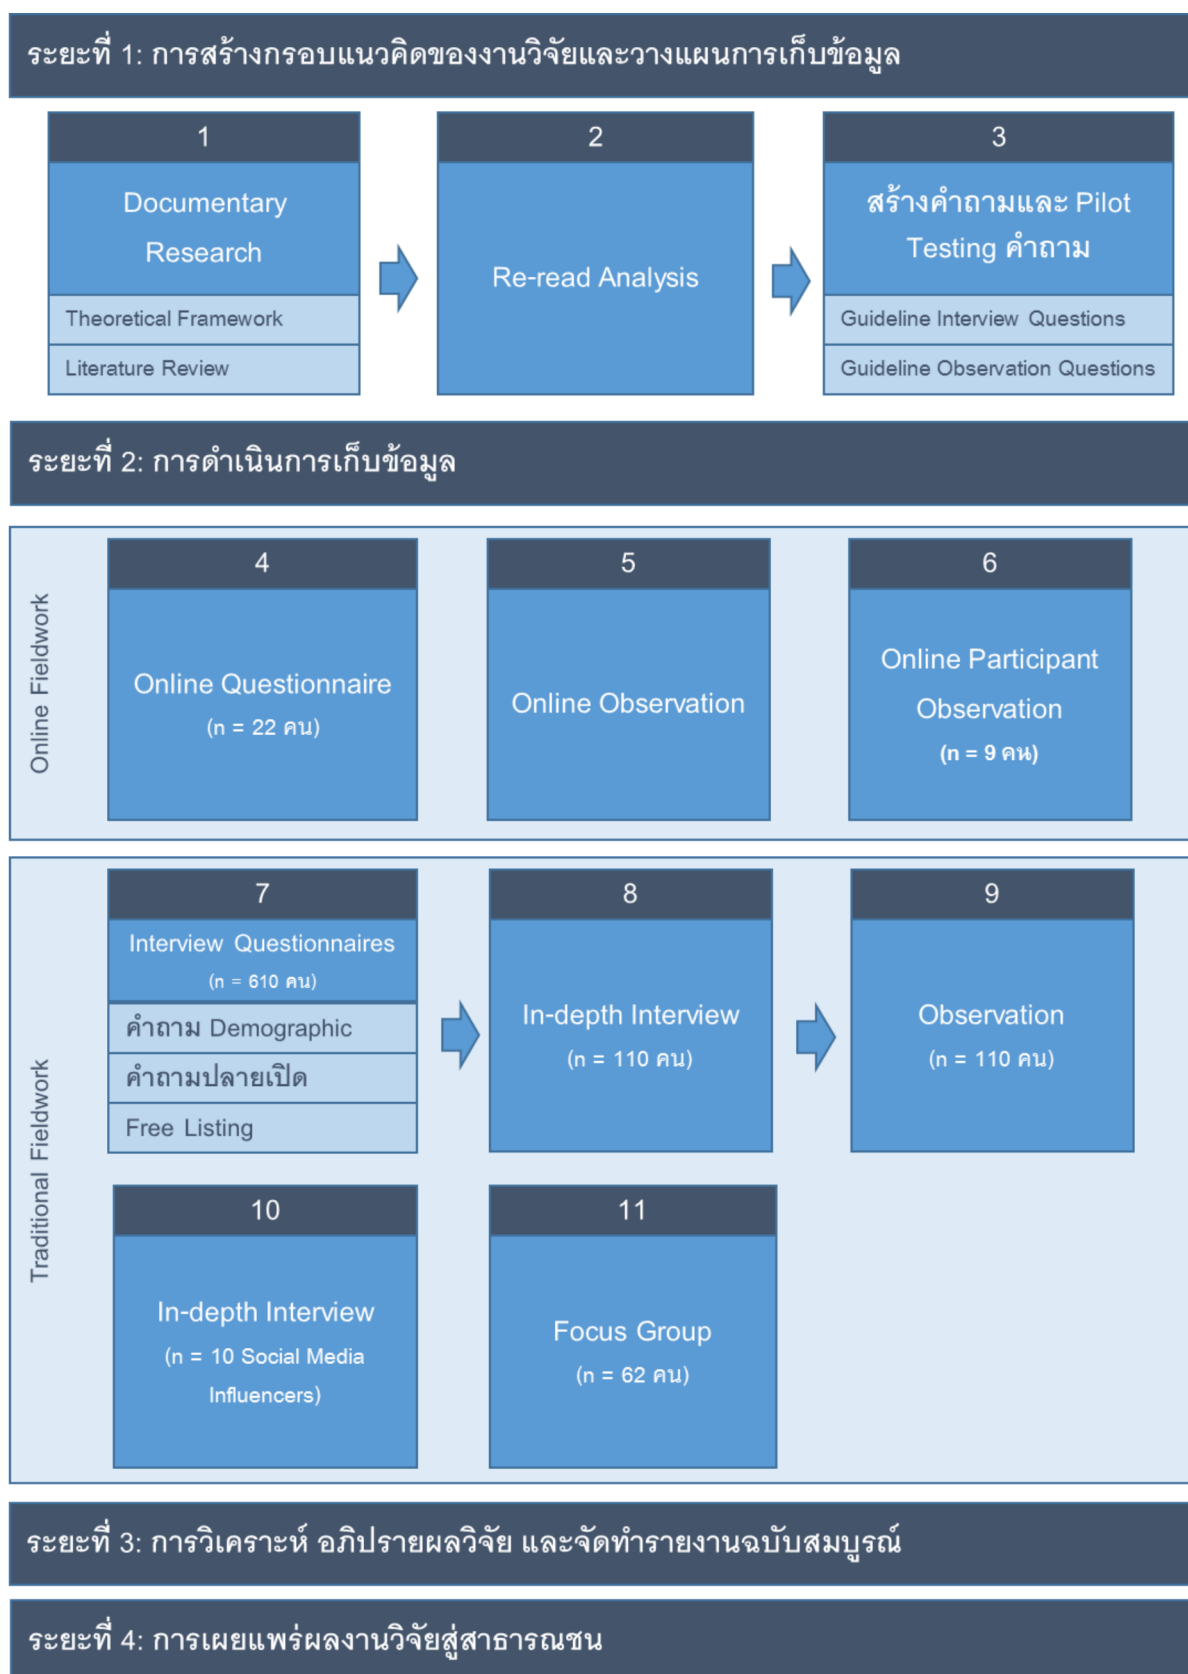 ระยะที่ 1: การสร้างกรอบแนวคิดของงานวิจัยและวางแผนการเก็บข้อมูล
1
Documentary
Research
Theoretical Framework
Literature Review
2
Re-read Analysis
3
สร้างคำถามและ Pilot
Testing คำถาม
Guideline Interview Questions
Guideline Observation Questions
ระยะที่ 2: การดำเนินการเก็บข้อมูล
Online Fieldwork
4
Online Questionnaire
(n = 22 คน)
5
Online Observation
6
Online Participant
Observation
(n = 9 คน)
Traditional Fieldwork
7
Interview Questionnaires
(n = 610 คน)
คำถาม Demographic
คำถามปลายเปิด
Free Listing
8
In-depth Interview
(n = 110 คน)
9
Observation
(n = 110 คน)
10
In-depth Interview
(n = 10 Social Media
Influencers)
11
Focus Group
(n = 62 คน)
ระยะที่ 3: การวิเคราะห์ อภิปรายผลวิจัย และจัดทำรายงานฉบับสมบูรณ์
ระยะที่ 4: การเผยแพร่ผลงานวิจัยสู่สาธารณชน